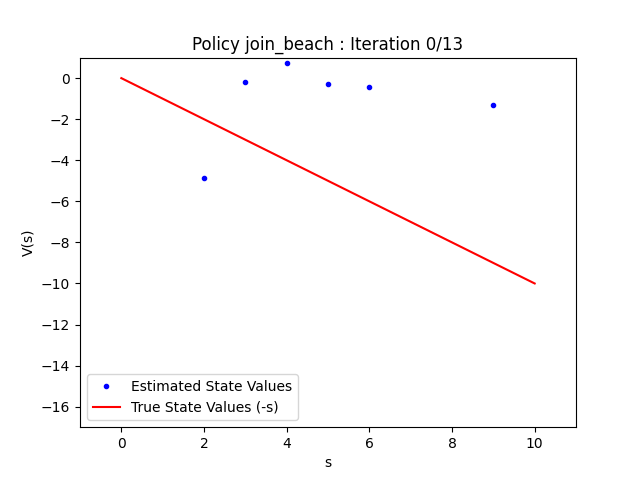 Policy join_beach : Iteration 0/13
V(s)
0
−2
−4
−6
−8
−10
−12
−14
−16
Estimated State Values
True State Values (-s)
0 2 4 6 8 10
s